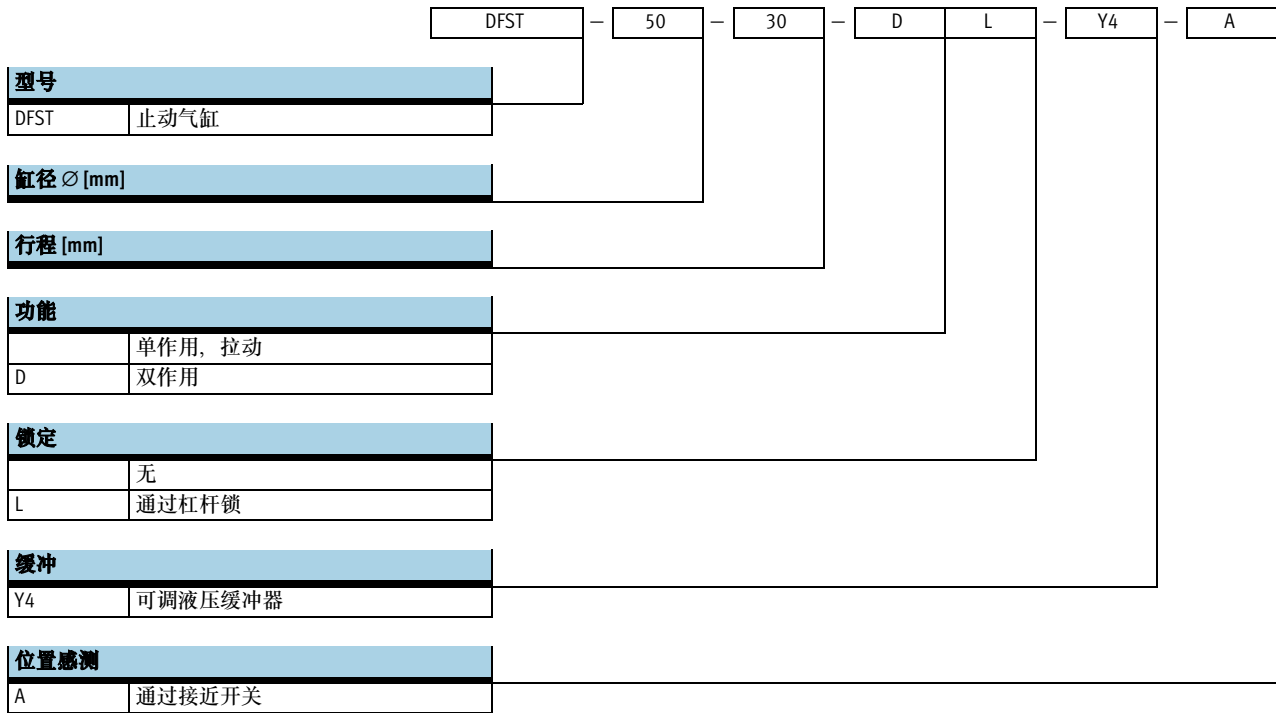 DFST — 50 — 30 — D L — Y4 — A
型号
DFST 止动气缸
缸径 ∅ [mm]
行程 [mm]
功能
单作用, 拉动
D 双作用
锁定
无
L 通过杠杆锁
缓冲
Y4 可调液压缓冲器
位置感测
A 通过接近开关